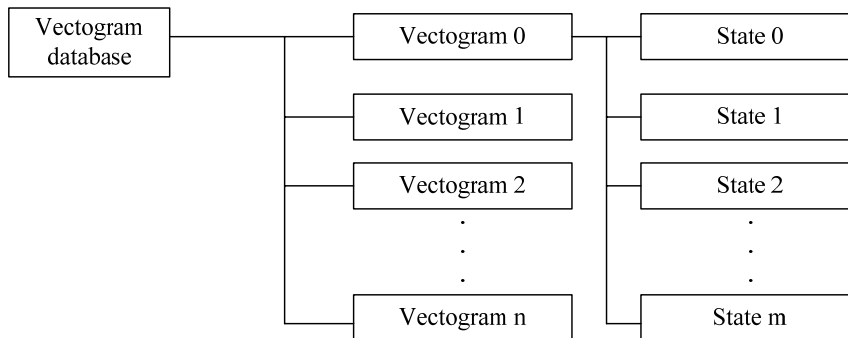 Vectogram
database
Vectogram 0
State 0
Vectogram 1
State 1
Vectogram 2
State 2
.
.
.
.
.
.
Vectogram n
State m